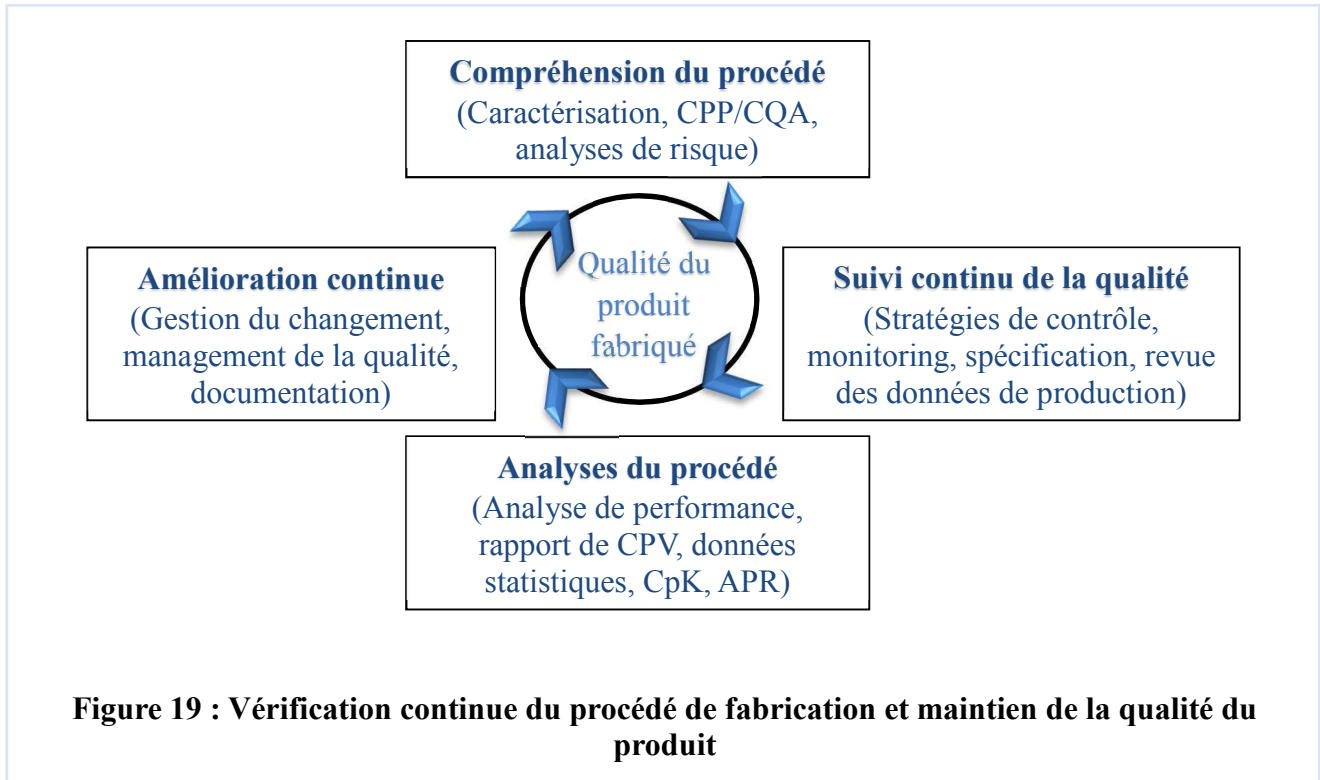 Compréhension du procédé
(Caractérisation, CPP/CQA,
analyses de risque)
Amélioration continue
(Gestion du changement,
management de la qualité,
documentation)
Qualité du
produit
fabriqué
Suivi continu de la qualité
(Stratégies de contrôle,
monitoring, spécification, revue
des données de production)
Analyses du procédé
(Analyse de performance,
rapport de CPV, données
statistiques, CpK, APR)
Figure 19 : Vérification continue du procédé de fabrication et maintien de la qualité du
produit